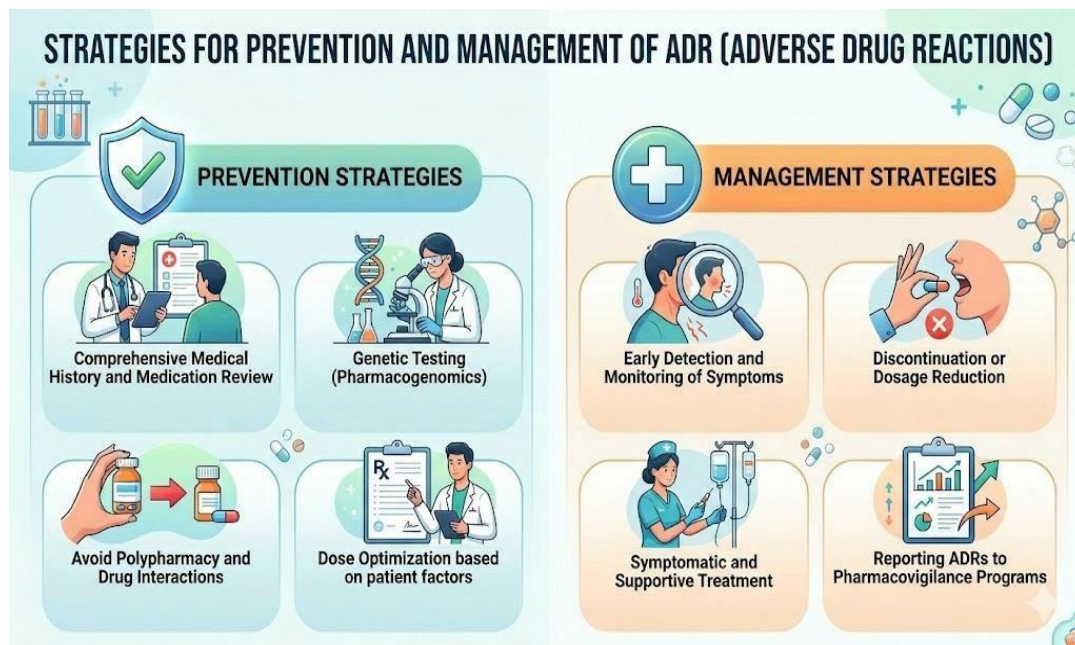 STRATEGIES FOR PREVENTION AND MANAGEMENT OF ADR (ADVERSE DRUG REACTIONS)
PREVENTION STRATEGIES
Comprehensive Medical
History and Medication Review
Genetic Testing
(Pharmacogenomics)
Avoid Polypharmacy and
Drug Interactions
Rx
Dose Optimization based
on patient factors
MANAGEMENT STRATEGIES
Early Detection and
Monitoring of Symptoms
Discontinuation or
Dosage Reduction
Symptomatic and
Supportive Treatment
Reporting ADRs to
Pharmacovigilance Programs